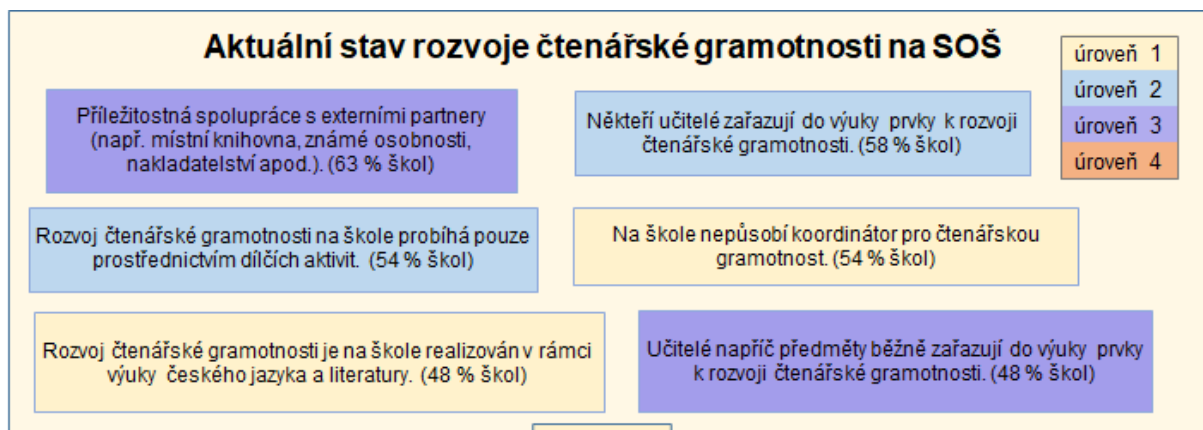 Aktuální stav rozvoje čtenářské gramotnosti na SOŠ
úroveň 1
úroveň 2
úroveň 3
úroveň 4
Příležitostná spolupráce s externími partnery
(např. místní knihovna, známé osobnosti,
nakladatelství apod.). (63 % škol)
Někteří učitelé zařazují do výuky prvky k rozvoji
čtenářské gramotnosti. (58 % škol)
Rozvoj čtenářské gramotnosti na škole probíhá pouze
prostřednictvím dílčích aktivit. (54 % škol)
Na škole nepůsobí koordinátor pro čtenářskou
gramotnost. (54 % škol)
Rozvoj čtenářské gramotnosti je na škole realizován v rámci
výuky českého jazyka a literatury. (48 % škol)
Učitelé napříč předměty běžně zařazují do výuky prvky
k rozvoji čtenářské gramotnosti. (48 % škol)